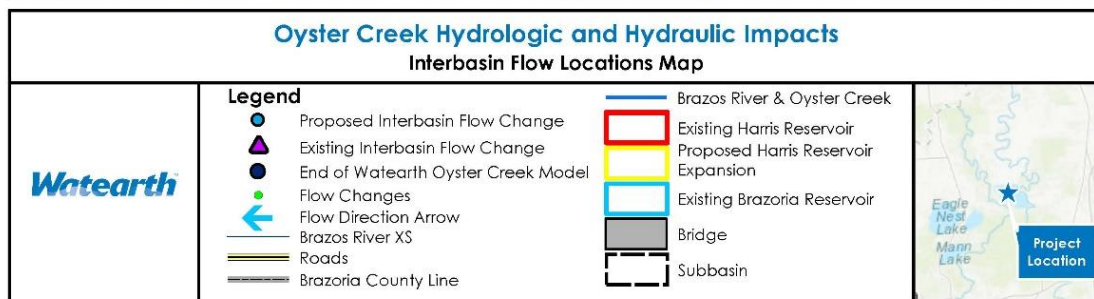 Oyster Creek Hydrologic and Hydraulic Impacts
Interbasin Flow Locations Map
Watearth
Legend
Proposed Interbasin Flow Change
Existing Interbasin Flow Change
End of Watearth Oyster Creek Model
Flow Changes
Flow Direction Arrow
Brazos River XS
Roads
Brazoria County Line
Brazos River & Oyster Creek
Existing Harris Reservoir
Proposed Harris Reservoir
Expansion
Existing Brazoria Reservoir
Bridge
Subbasin
Eagle
Nest
Lake
Mann
Lake
Project
Location